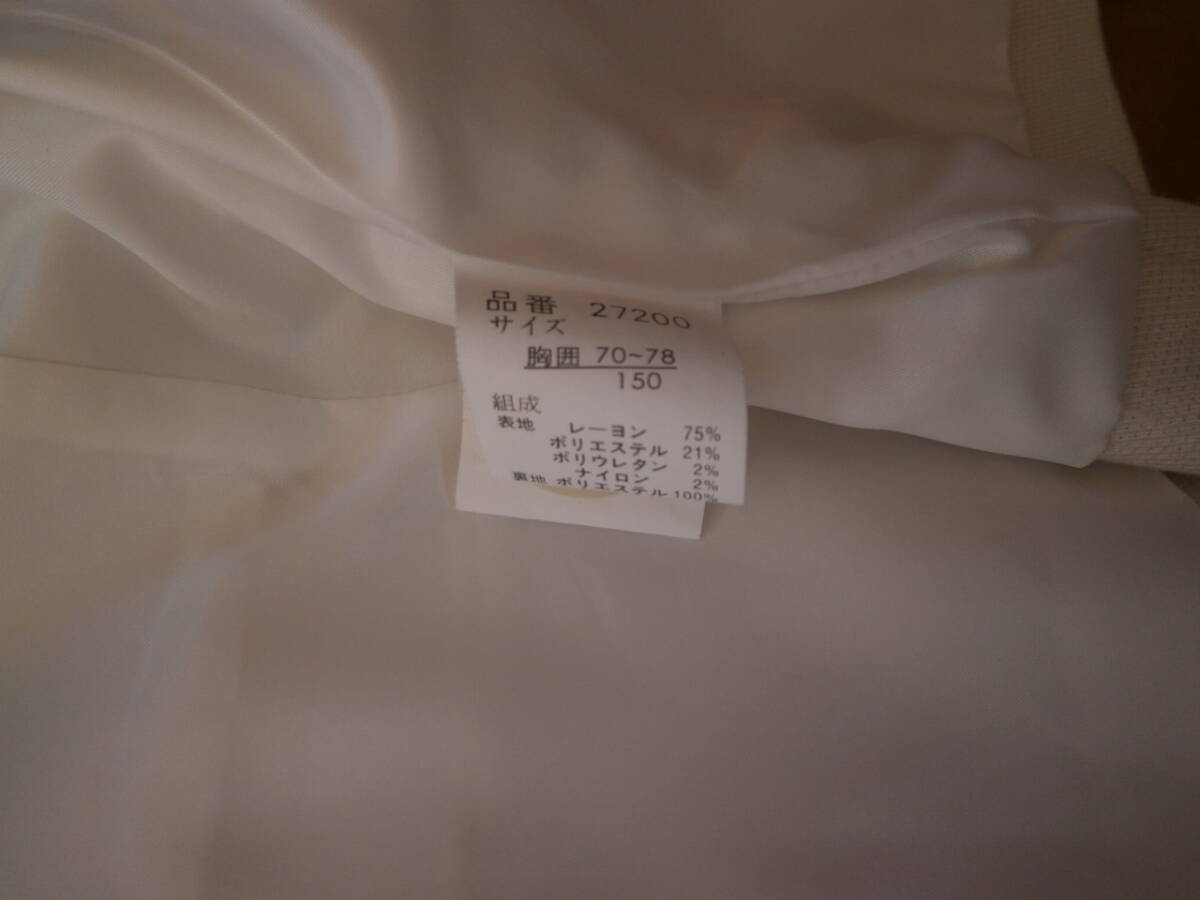 品番 27200
サイズ
胸囲 70~78
150
組成
表地 レーヨン 75%
ポリエステル 21%
ポリウレタン 2%
ナイロン 2%
裏地 ポリエステル 100%